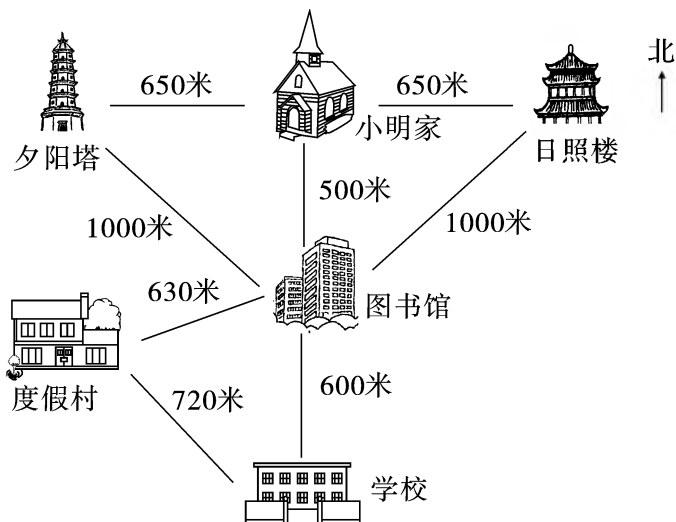 北
650米
650米
夕阳塔
小明家
日照楼
500米
1000米
1000米
630米
图书馆
度假村
720米
600米
学校